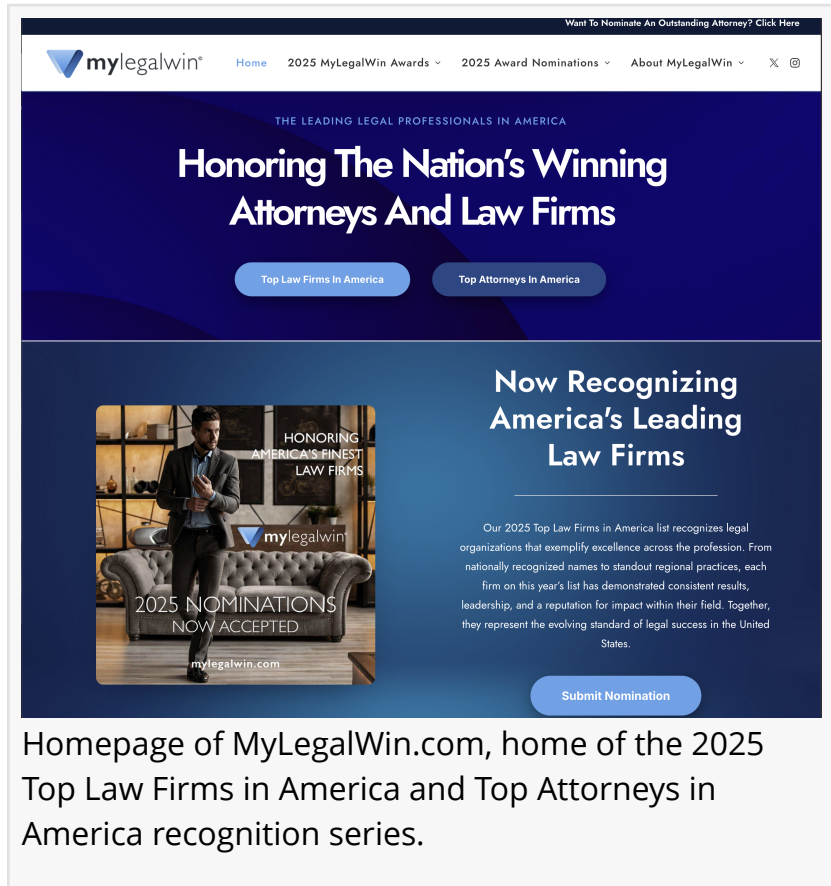 Want To Nominate An Outstanding Attorney? Click Here
mylegalwin®
Home 2025 MyLegalWin Awards 2025 Award Nominations About MyLegalWin
THE LEADING LEGAL PROFESSIONALS IN AMERICA
Honoring The Nation's Winning
Attorneys And Law Firms
Top Law Firms In America Top Attorneys In America
HONORING
AMERICA'S FINEST
LAW FIRMS
mylegalwin
2025 NOMINATIONS
NOW ACCEPTED
mylegalwin.com
Now Recognizing
America's Leading
Law Firms
Our 2025 Top Law Firms in America list recognizes legal
organizations that exemplify excellence across the profession. From
nationally recognized names to standout regional practices, each
firm on this year's list has demonstrated consistent results,
leadership, and a reputation for impact within their field. Together,
they represent the evolving standard of legal success in the United
States.
Submit Nomination
Homepage of MyLegalWin.com, home of the 2025
Top Law Firms in America and Top Attorneys in
America recognition series.